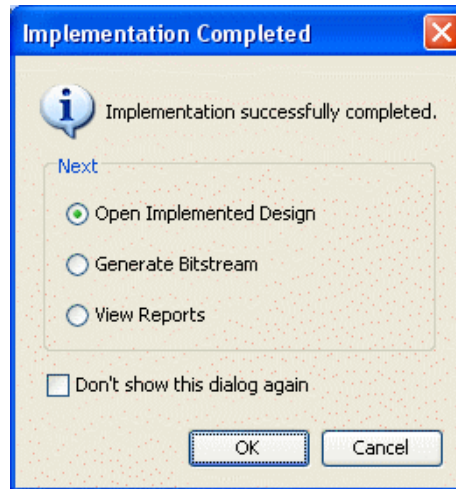 Implementation Completed
Implementation successfully completed.
Next
Open Implemented Design
Generate Bitstream
View Reports
Don't show this dialog again
OK
Cancel